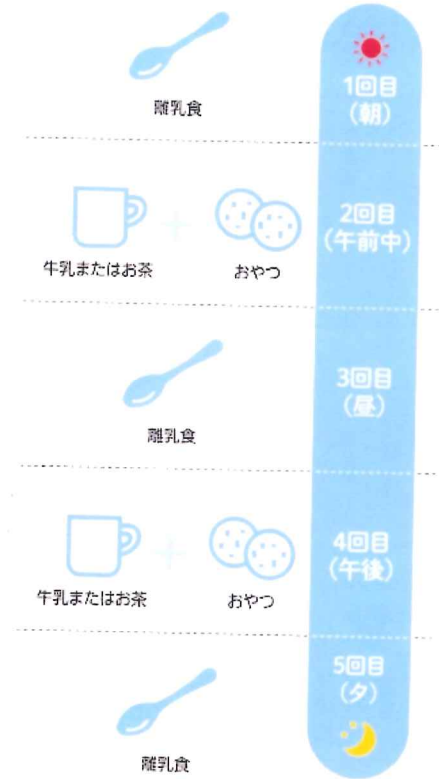 1回目
(朝)
離乳食
2回目
(午前中)
牛乳またはお茶
+
おやつ
3回目
(昼)
離乳食
4回目
(午後)
牛乳またはお茶
+
おやつ
5回目
(夕)
離乳食